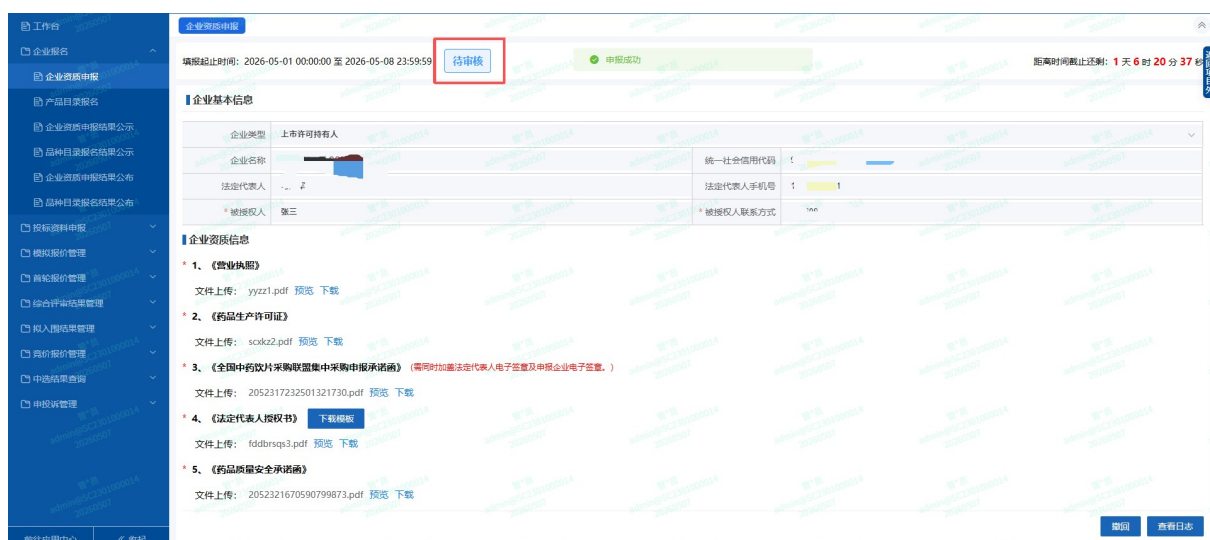 工作台
企业报名
企业资质申报
产品目录报名
企业资质申报结果公示
品种目录报名结果公示
企业资质申报结果公布
品种目录报名结果公布
投标资料申报
模拟报价管理
首轮报价管理
综合评审结果管理
拟入围结果管理
竞价报价管理
中选结果查询
申投诉管理
企业资质申报
填报起止时间：2026-05-01 00:00:00 至 2026-05-08 23:59:59 待审核
申报成功
距离时间截止还剩：1 天 6 时 20 分 37 秒
企业基本信息
企业类型 上市许可持有人
企业名称 统一社会信用代码
法定代表人 法定代表人手机号
* 被授权人 张三 * 被授权人联系方式
企业资质信息
* 1、《营业执照》
文件上传： yyzz1.pdf 预览 下载
* 2、《药品生产许可证》
文件上传： scxkz2.pdf 预览 下载
* 3、《全国中药饮片采购联盟集中采购申报承诺函》（需同时加盖法定代表人电子签章及申报企业电子签章。）
文件上传： 2052317232501321730.pdf 预览 下载
* 4、《法定代表人授权书》 下载模板
文件上传： fddbrsqs3.pdf 预览 下载
* 5、《药品质量安全承诺函》
文件上传： 2052321670590799873.pdf 预览 下载
撤回 查看日志